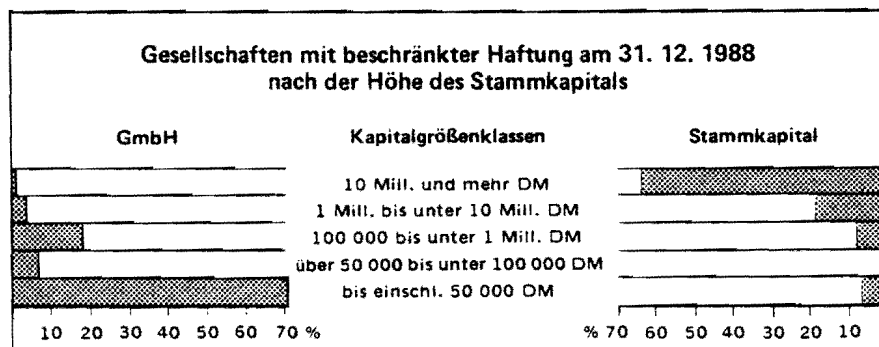 Gesellschaften mit beschränkter Haftung am 31. 12. 1988
nach der Höhe des Stammkapitals
GmbH Kapitalgrößenklassen Stammkapital
10 Mill. und mehr DM
1 Mill. bis unter 10 Mill. DM
100 000 bis unter 1 Mill. DM
über 50 000 bis unter 100 000 DM
bis einschl. 50 000 DM
10 20 30 40 50 60 70 % % 70 60 50 40 30 20 10